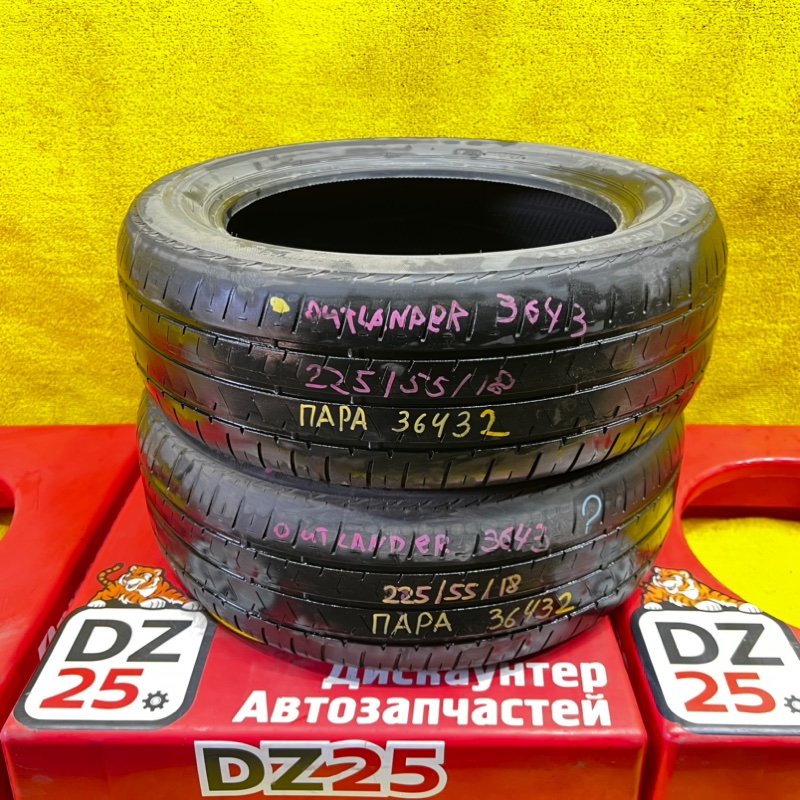 OUTLANDER 3643
225/55/18
ПАРА 36432
OUTLANDER 3643 ?
225/55/18
ПАРА 36432
DZ
25
Дискаунтер
Автозапчастей
DZ25
DZ
25